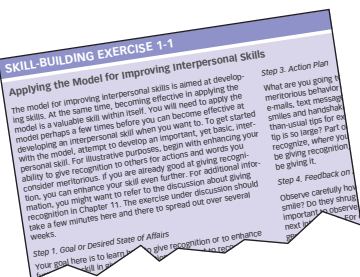 SKILL-BUILDING EXERCISE 1-1
Applying the Model for Improving Interpersonal Skills
The model for improving interpersonal skills is aimed at develop-
ing skills. At the same time, becoming effective in applying the
model is a valuable skill within itself. You will need to apply the
model perhaps a few times before you can become effective at
developing an interpersonal skill when you want to. To get started
with the model, attempt to develop an important, yet basic, inter-
personal skill. For illustrative purposes, begin with enhancing your
ability to give recognition to others for actions and words you
consider meritorious. If you are already good at giving recogni-
tion, you can enhance your skill even further. For additional infor-
mation, you might want to refer to the discussion about giving
recognition in Chapter 11. The exercise under discussion should
take a few minutes here and there to spread out over several
weeks.
Step 1. Goal or Desired State of Affairs
Your goal here is to learn how to give recognition or to enhance
skill in
Step 3. Action Plan
What are you going
meritorious behavior
e-mails, text message
smiles and handshak
than-usual tips for ex
tip is so large? Part o
recognize, where you
be giving recognition
be giving it.
Step 4. Feedback on
Observe carefully how
smile? Do they shrug
important to observe
next